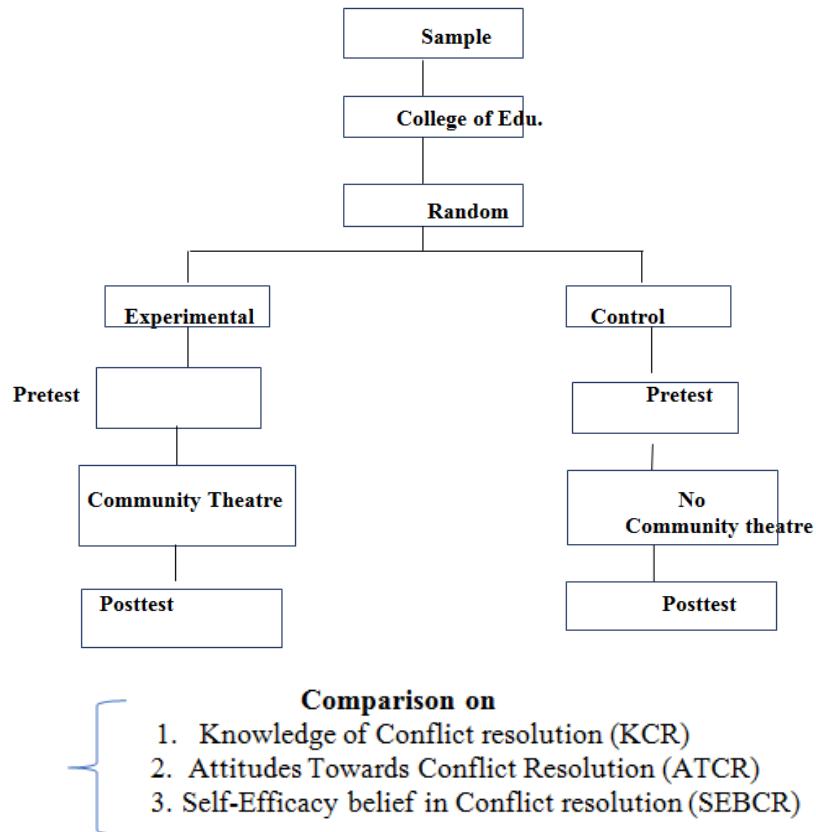 Sample
College of Edu.
Random
Experimental
Control
Pretest
Pretest
Community Theatre
No
Community theatre
Posttest
Posttest
Comparison on
1. Knowledge of Conflict resolution (KCR)
2. Attitudes Towards Conflict Resolution (ATCR)
3. Self-Efficacy belief in Conflict resolution (SEBCR)